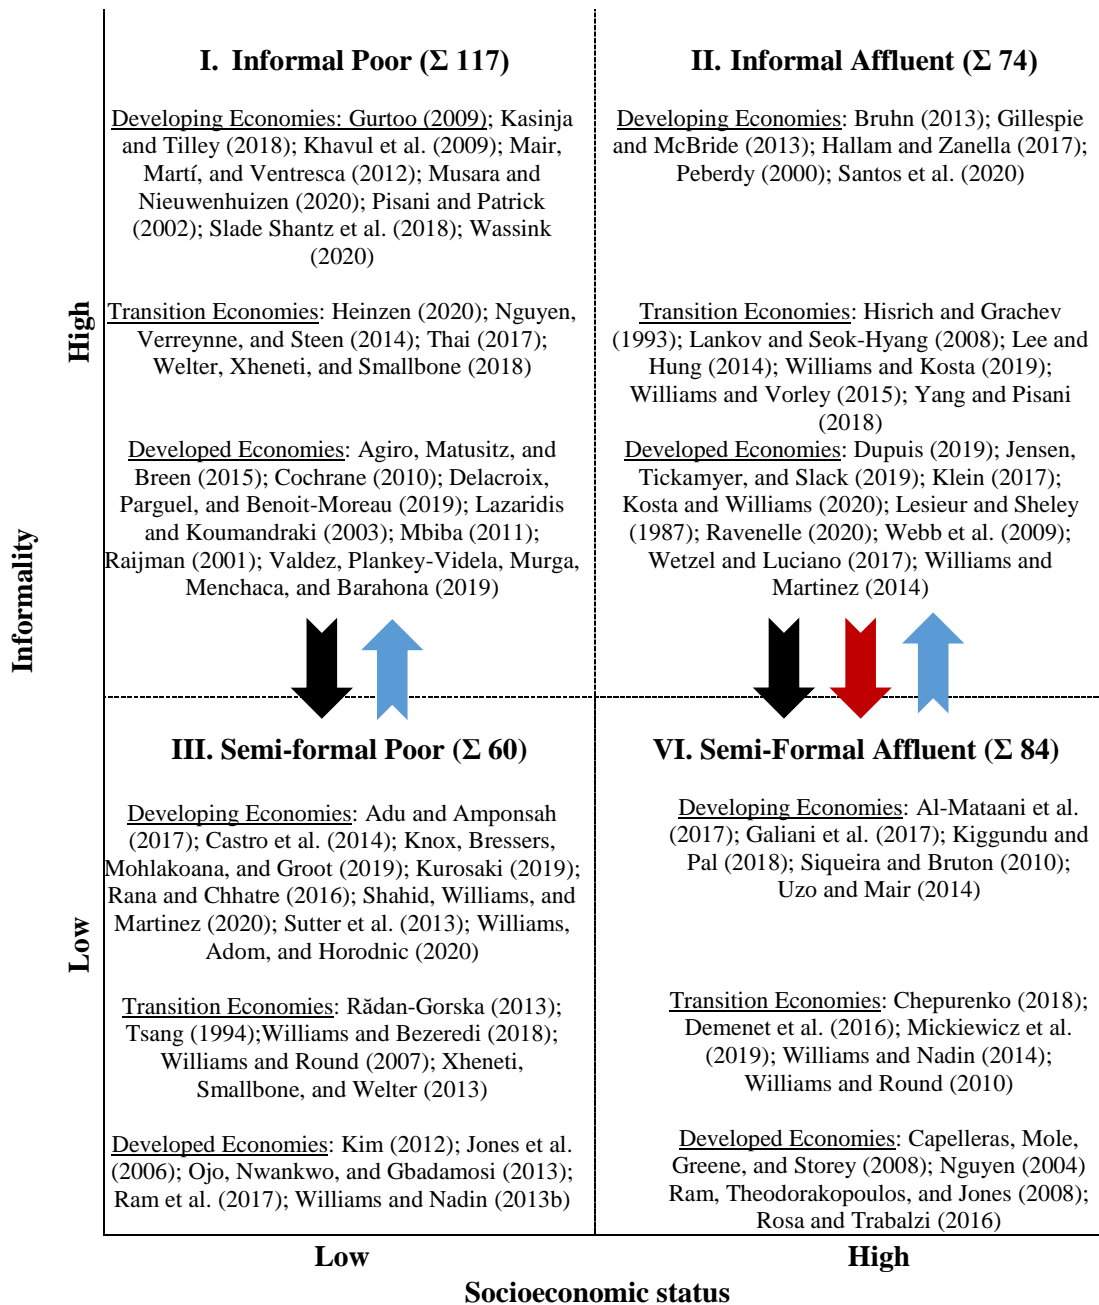 I. Informal Poor (Σ 117)
Developing Economies: Gurtoo (2009); Kasinja
and Tilley (2018); Khavul et al. (2009); Mair,
Martí, and Ventresca (2012); Musara and
Nieuwenhuizen (2020); Pisani and Patrick
(2002); Slade Shantz et al. (2018); Wassink
(2020)
Transition Economies: Heinzen (2020); Nguyen,
Verreynne, and Steen (2014); Thai (2017);
Welter, Xheneti, and Smallbone (2018)
Developed Economies: Agiro, Matusitz, and
Breen (2015); Cochrane (2010); Delacroix,
Parguel, and Benoit-Moreau (2019); Lazaridis
and Koumandraki (2003); Mbiba (2011);
Raijman (2001); Valdez, Plankey-Videla, Murga,
Menchaca, and Barahona (2019)
II. Informal Affluent (Σ 74)
Developing Economies: Bruhn (2013); Gillespie
and McBride (2013); Hallam and Zanella (2017);
Peberdy (2000); Santos et al. (2020)
Transition Economies: Hisrich and Grachev
(1993); Lankov and Seok-Hyang (2008); Lee and
Hung (2014); Williams and Kosta (2019);
Williams and Vorley (2015); Yang and Pisani
(2018)
Developed Economies: Dupuis (2019); Jensen,
Tickamyer, and Slack (2019); Klein (2017);
Kosta and Williams (2020); Lesieur and Sheley
(1987); Ravenelle (2020); Webb et al. (2009);
Wetzel and Luciano (2017); Williams and
Martinez (2014)
High
Informality
Low
III. Semi-formal Poor (Σ 60)
Developing Economies: Adu and Amponsah
(2017); Castro et al. (2014); Knox, Bressers,
Mohlakoana, and Groot (2019); Kurosaki (2019);
Rana and Chhatre (2016); Shahid, Williams, and
Martinez (2020); Sutter et al. (2013); Williams,
Adom, and Horodnic (2020)
Transition Economies: Rădan-Gorska (2013);
Tsang (1994);Williams and Bezeredi (2018);
Williams and Round (2007); Xheneti,
Smallbone, and Welter (2013)
Developed Economies: Kim (2012); Jones et al.
(2006); Ojo, Nwankwo, and Gbadamosi (2013);
Ram et al. (2017); Williams and Nadin (2013b)
VI. Semi-Formal Affluent (Σ 84)
Developing Economies: Al-Mataani et al.
(2017); Galiani et al. (2017); Kiggundu and
Pal (2018); Siqueira and Bruton (2010);
Uzo and Mair (2014)
Transition Economies: Chepurenko (2018);
Demenet et al. (2016); Mickiewicz et al.
(2019); Williams and Nadin (2014);
Williams and Round (2010)
Developed Economies: Capelleras, Mole,
Greene, and Storey (2008); Nguyen (2004)
Ram, Theodorakopoulos, and Jones (2008);
Rosa and Trabalzi (2016)
Low
High
Socioeconomic status